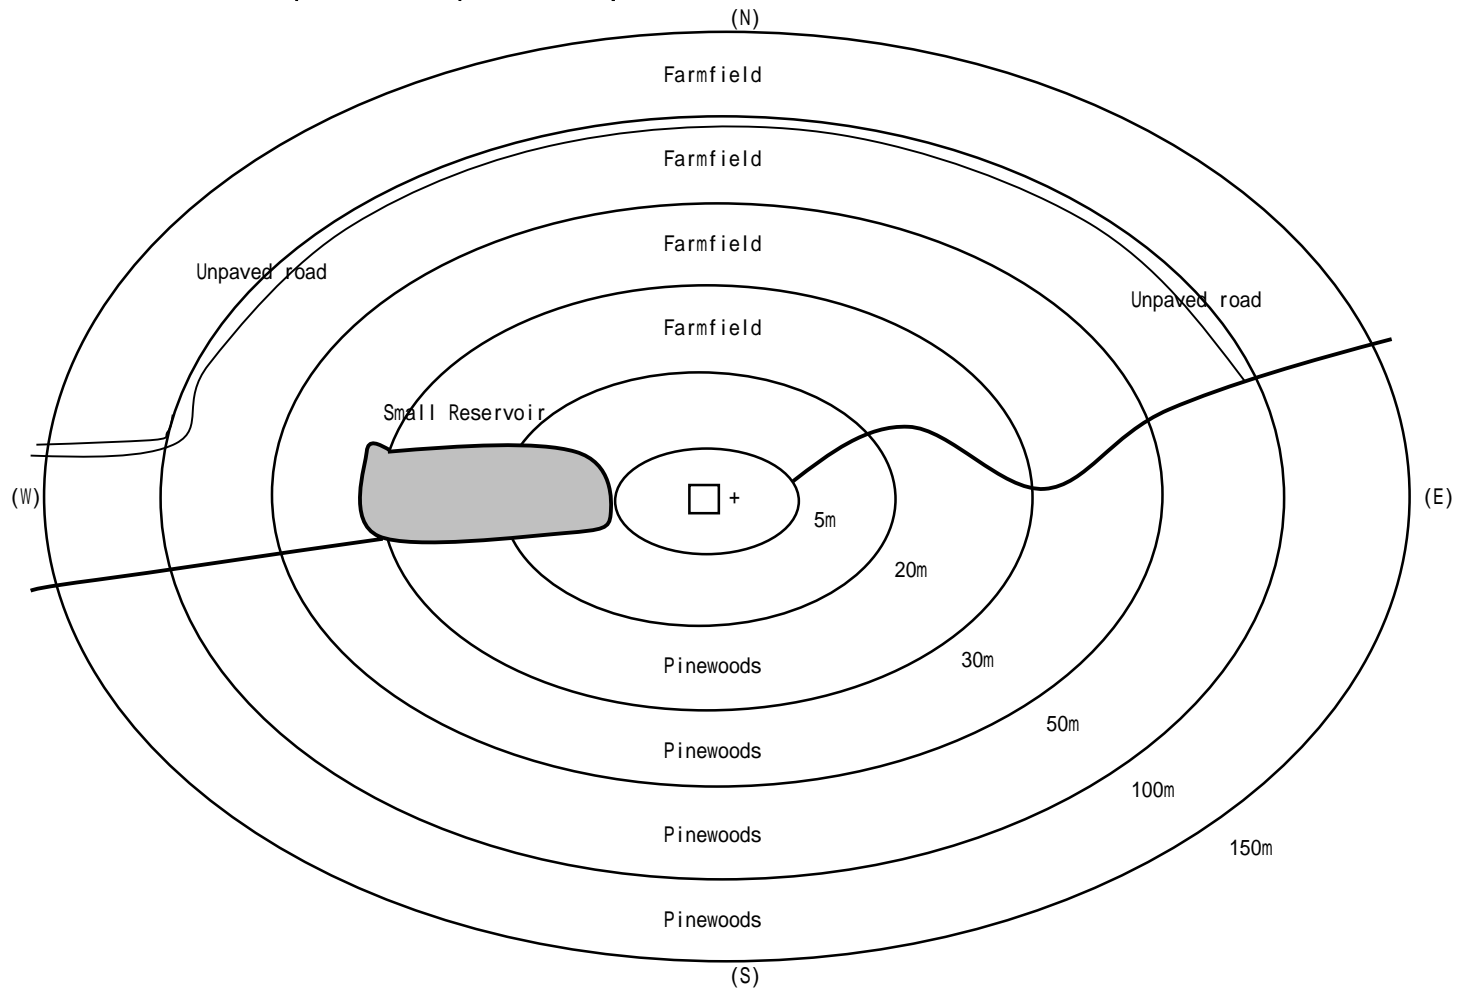 (N)
Farmfield
Farmfield
Farmfield
Unpaved road
Unpaved road
Farmfield
Small Reservoir
(W)
+
(E)
5m
20m
30m
Pinewoods
50m
Pinewoods
100m
Pinewoods
150m
Pinewoods
(S)